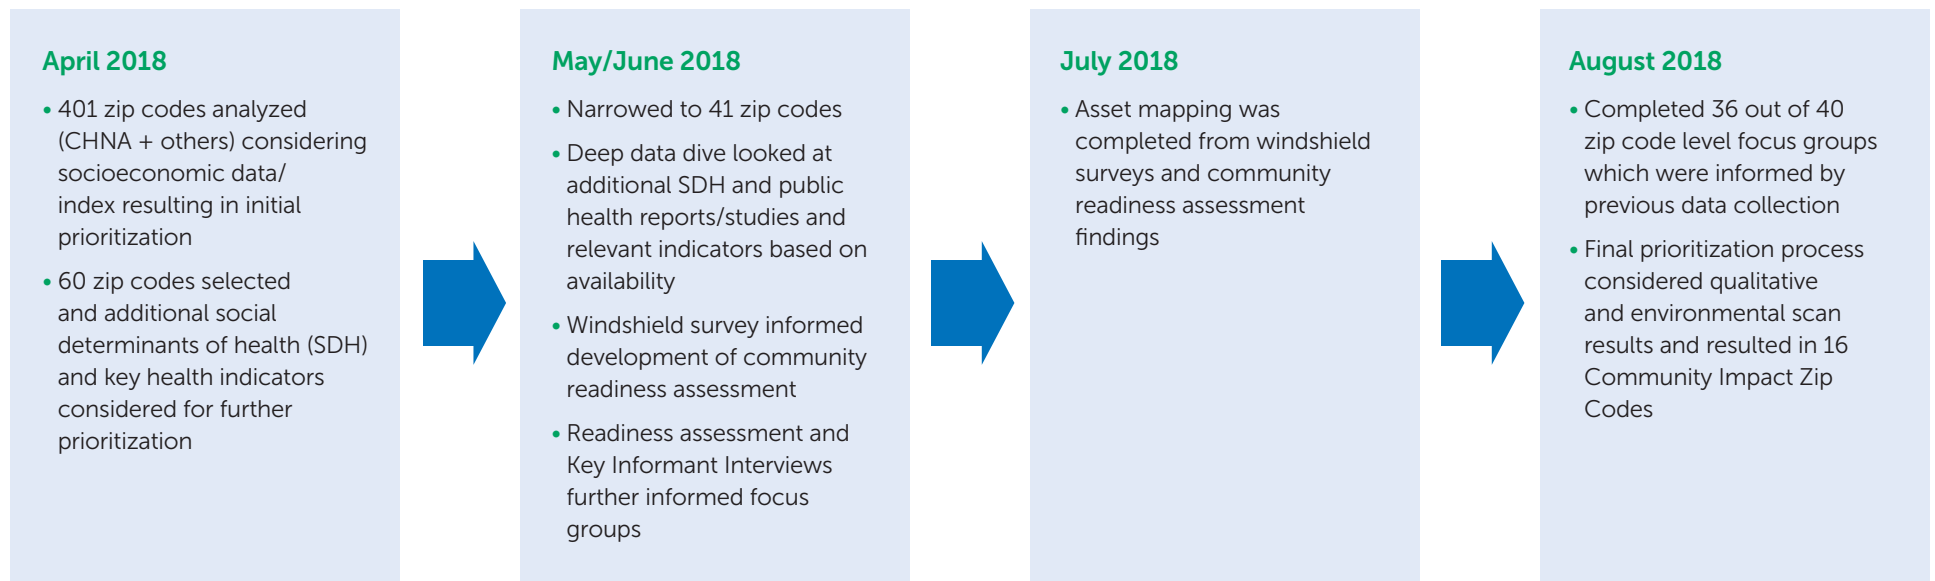 April 2018
• 401 zip codes analyzed
(CHNA + others) considering
socioeconomic data/
index resulting in initial
prioritization
• 60 zip codes selected
and additional social
determinants of health (SDH)
and key health indicators
considered for further
prioritization
May/June 2018
• Narrowed to 41 zip codes
• Deep data dive looked at
additional SDH and public
health reports/studies and
relevant indicators based on
availability
• Windshield survey informed
development of community
readiness assessment
• Readiness assessment and
Key Informant Interviews
further informed focus
groups
July 2018
• Asset mapping was
completed from windshield
surveys and community
readiness assessment
findings
August 2018
• Completed 36 out of 40
zip code level focus groups
which were informed by
previous data collection
• Final prioritization process
considered qualitative
and environmental scan
results and resulted in 16
Community Impact Zip
Codes